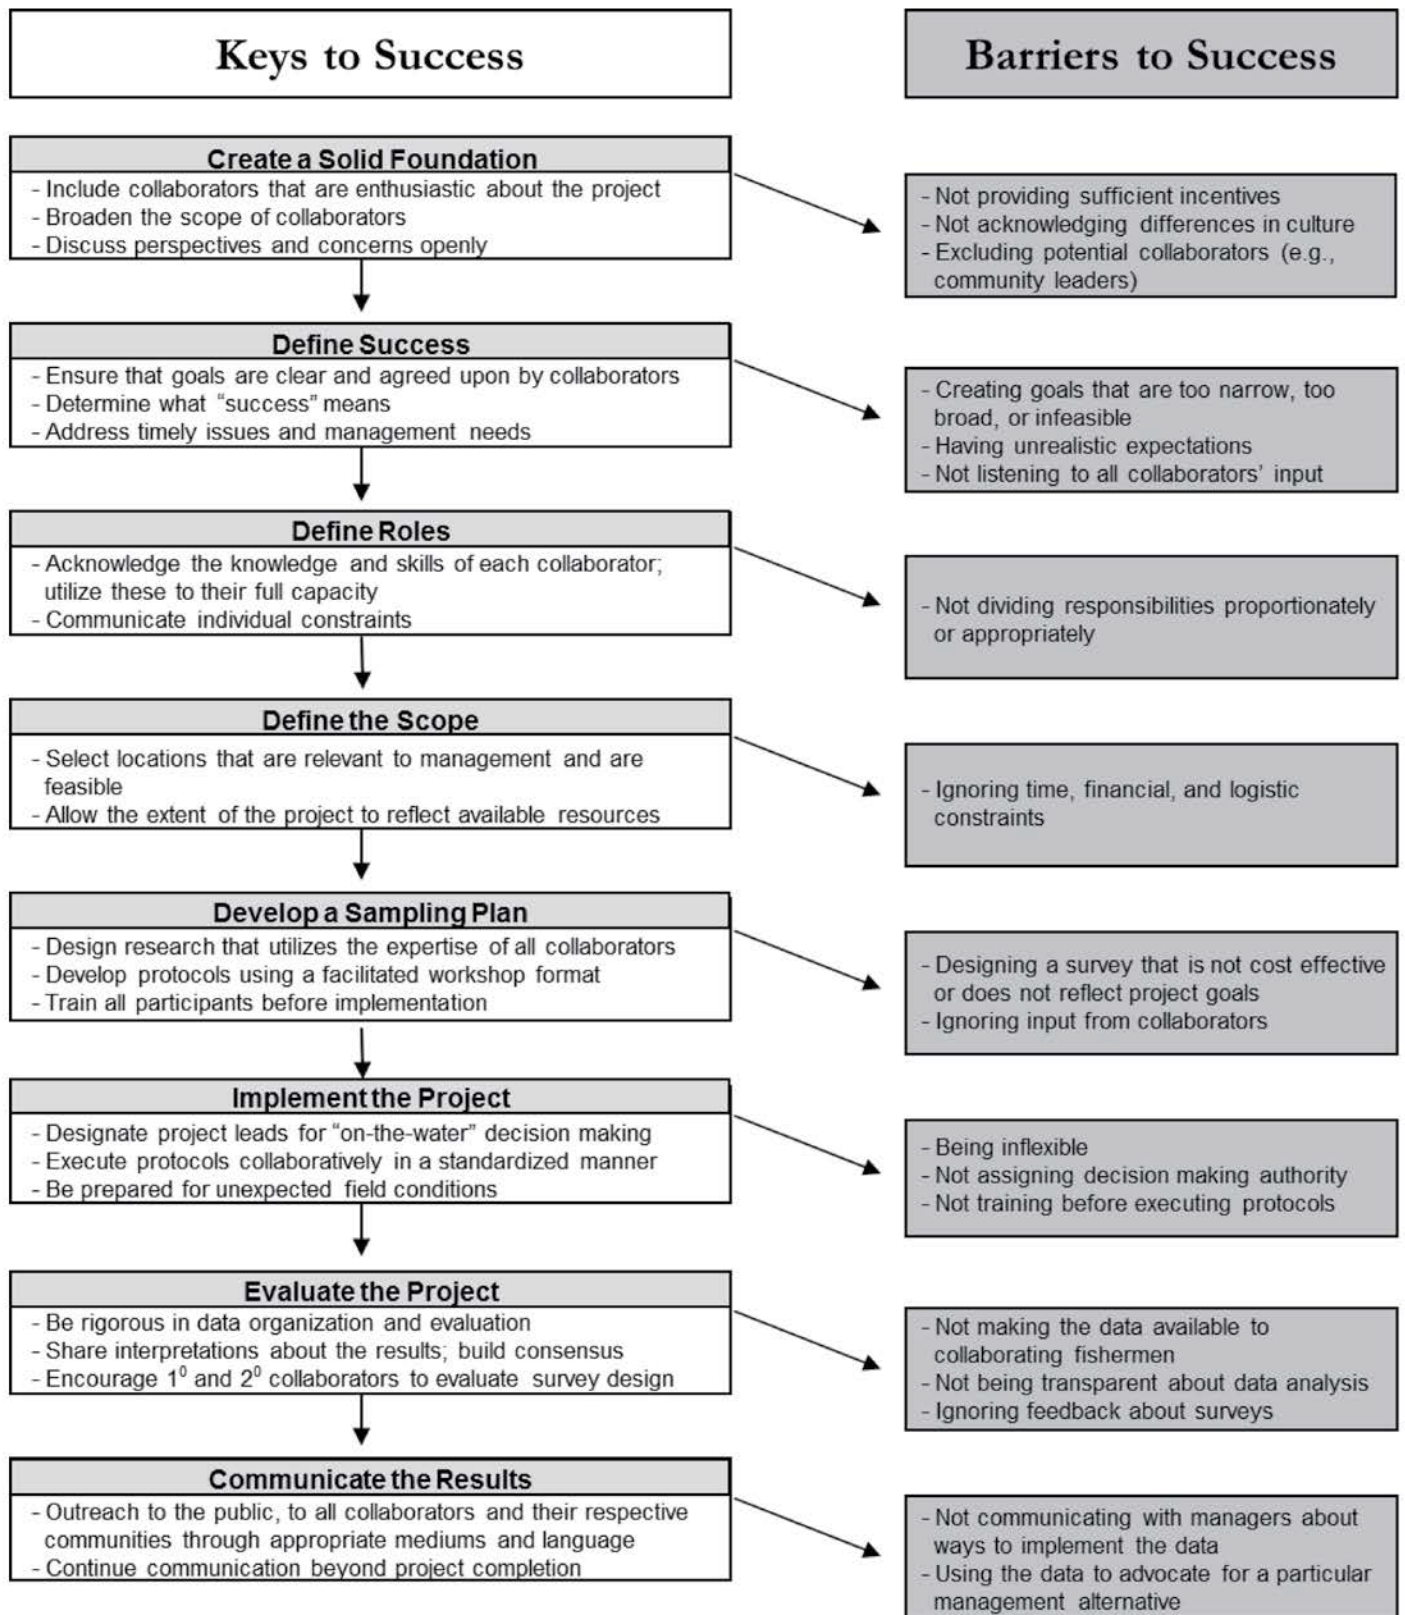 Keys to Success
Barriers to Success
Create a Solid Foundation
- Include collaborators that are enthusiastic about the project
- Broaden the scope of collaborators
- Discuss perspectives and concerns openly
- Not providing sufficient incentives
- Not acknowledging differences in culture
- Excluding potential collaborators (e.g.,
community leaders)
Define Success
- Ensure that goals are clear and agreed upon by collaborators
- Determine what “success” means
- Address timely issues and management needs
- Creating goals that are too narrow, too
broad, or infeasible
- Having unrealistic expectations
- Not listening to all collaborators’ input
Define Roles
- Acknowledge the knowledge and skills of each collaborator;
utilize these to their full capacity
- Communicate individual constraints
- Not dividing responsibilities proportionately
or appropriately
Define the Scope
- Select locations that are relevant to management and are
feasible
- Allow the extent of the project to reflect available resources
- Ignoring time, financial, and logistic
constraints
Develop a Sampling Plan
- Design research that utilizes the expertise of all collaborators
- Develop protocols using a facilitated workshop format
- Train all participants before implementation
- Designing a survey that is not cost effective
or does not reflect project goals
- Ignoring input from collaborators
Implement the Project
- Designate project leads for “on-the-water” decision making
- Execute protocols collaboratively in a standardized manner
- Be prepared for unexpected field conditions
- Being inflexible
- Not assigning decision making authority
- Not training before executing protocols
Evaluate the Project
- Be rigorous in data organization and evaluation
- Share interpretations about the results; build consensus
- Encourage 1⁰ and 2⁰ collaborators to evaluate survey design
- Not making the data available to
collaborating fishermen
- Not being transparent about data analysis
- Ignoring feedback about surveys
Communicate the Results
- Outreach to the public, to all collaborators and their respective
communities through appropriate mediums and language
- Continue communication beyond project completion
- Not communicating with managers about
ways to implement the data
- Using the data to advocate for a particular
management alternative